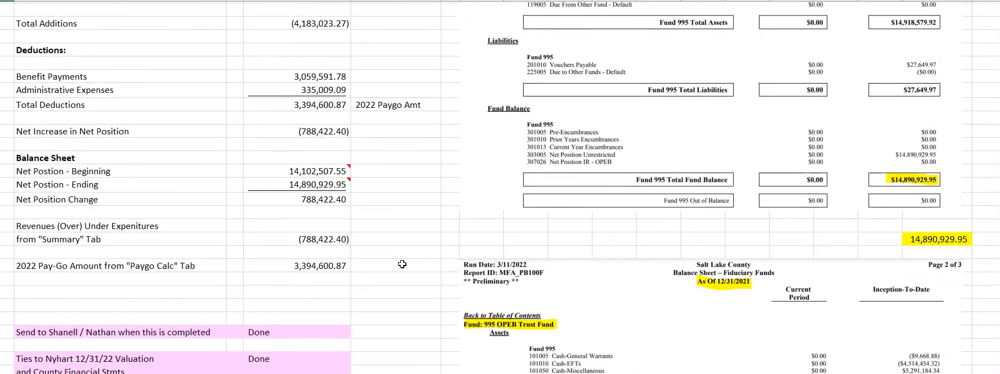 Total Additions (4,183,023.27)
Deductions:
Benefit Payments 3,059,591.78
Administrative Expenses 335,009.09
Total Deductions 3,394,600.87 2022 Paygo Amt
Net Increase in Net Position (788,422.40)
Balance Sheet
Net Postion - Beginning 14,102,507.55
Net Postion - Ending 14,890,929.95
Net Position Change 788,422.40
Revenues (Over) Under Expenditures
from "Summary" Tab (788,422.40)
2022 Pay-Go Amount from "Paygo Calc" Tab 3,394,600.87
Send to Shanell / Nathan when this is completed Done
Ties to Nyhart 12/31/22 Valuation Done
and County Financial Stmts
119005 Due From Other Fund - Default $0.00 $0.00
Fund 995 Total Assets $0.00 $14,918,579.92
Liabilities
Fund 995
201010 Vouchers Payable $0.00 $27,649.97
225005 Due to Other Funds - Default $0.00 ($0.00)
Fund 995 Total Liabilities $0.00 $27,649.97
Fund Balance
Fund 995
301005 Pre-Encumbrances $0.00 $0.00
301010 Prior Years Encumbrances $0.00 $0.00
301015 Current Year Encumbrances $0.00 $0.00
303005 Net Position Unrestricted $0.00 $14,890,929.95
307026 Net Position IR - OPEB $0.00 $0.00
Fund 995 Total Fund Balance $0.00 $14,890,929.95
Fund 995 Out of Balance $0.00 $0.00
14,890,929.95
Run Date: 3/11/2022 Salt Lake County Page 2 of 3
Report ID: MFA_PB100F Balance Sheet – Fiduciary Funds
** Preliminary ** As Of 12/31/2021
Current Inception-To-Date
Period
Back to Table of Contents
Fund: 995 OPEB Trust Fund
Assets
Fund 995
101005 Cash-General Warrants $0.00 ($9,668.88)
101010 Cash-EFTs $0.00 ($4,514,454.32)
101050 Cash-Miscellaneous $0.00 $5,291,184.34